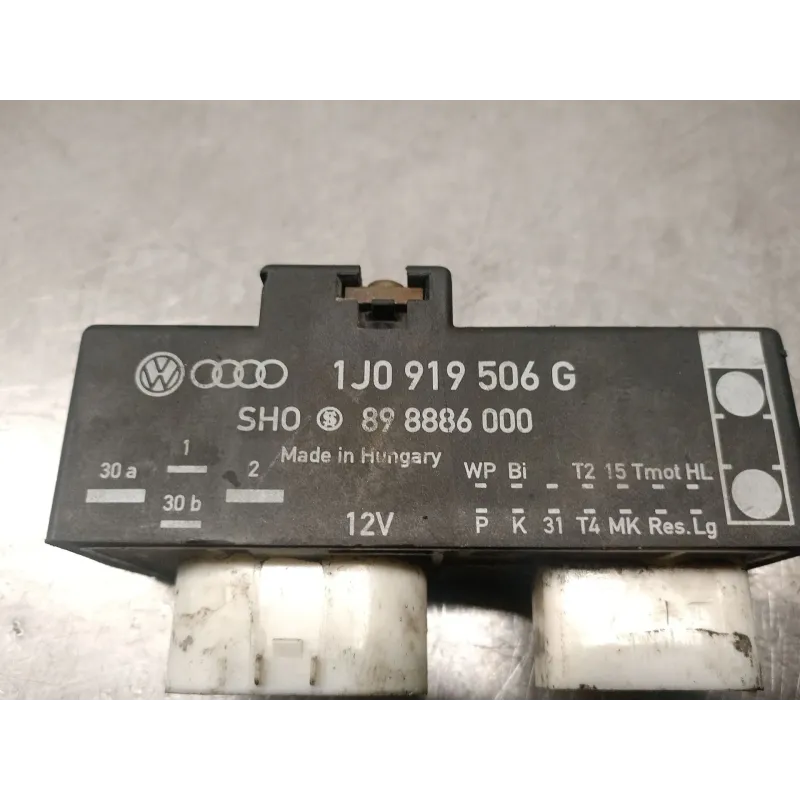 1J0 919 506 G
SHO 89 8886 000
Made in Hungary
30 a 1 2
30 b
12V
WP Bi T2 15 Tmot HL
P K 31 T4 MK Res. Lg